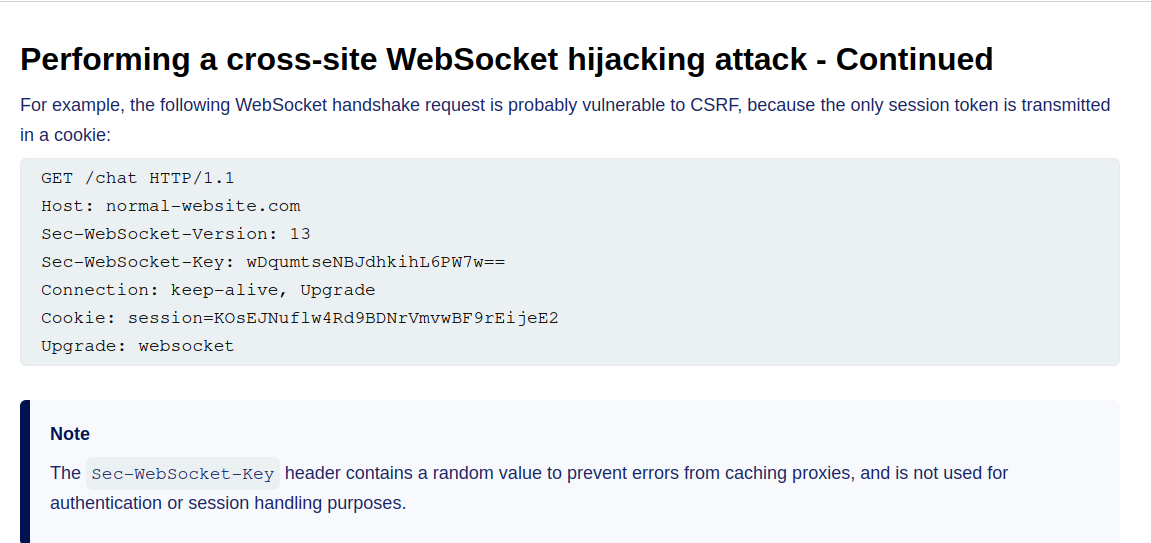 Performing a cross-site WebSocket hijacking attack - Continued
For example, the following WebSocket handshake request is probably vulnerable to CSRF, because the only session token is transmitted
in a cookie:
GET /chat HTTP/1.1
Host: normal-website.com
Sec-WebSocket-Version: 13
Sec-WebSocket-Key: wDqumtseNBJdhkihL6PW7w==
Connection: keep-alive, Upgrade
Cookie: session=KOsEJNuflw4Rd9BDNrVmvwBF9rEijeE2
Upgrade: websocket
Note
The Sec-WebSocket-Key header contains a random value to prevent errors from caching proxies, and is not used for
authentication or session handling purposes.